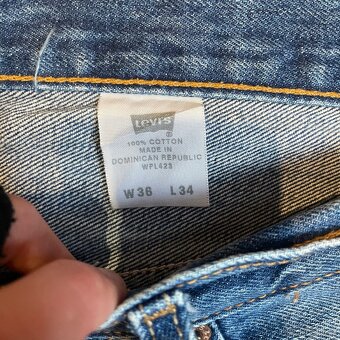 Levi's
®
100% COTTON
MADE IN
DOMINICAN REPUBLIC
WPL423
W36 L34